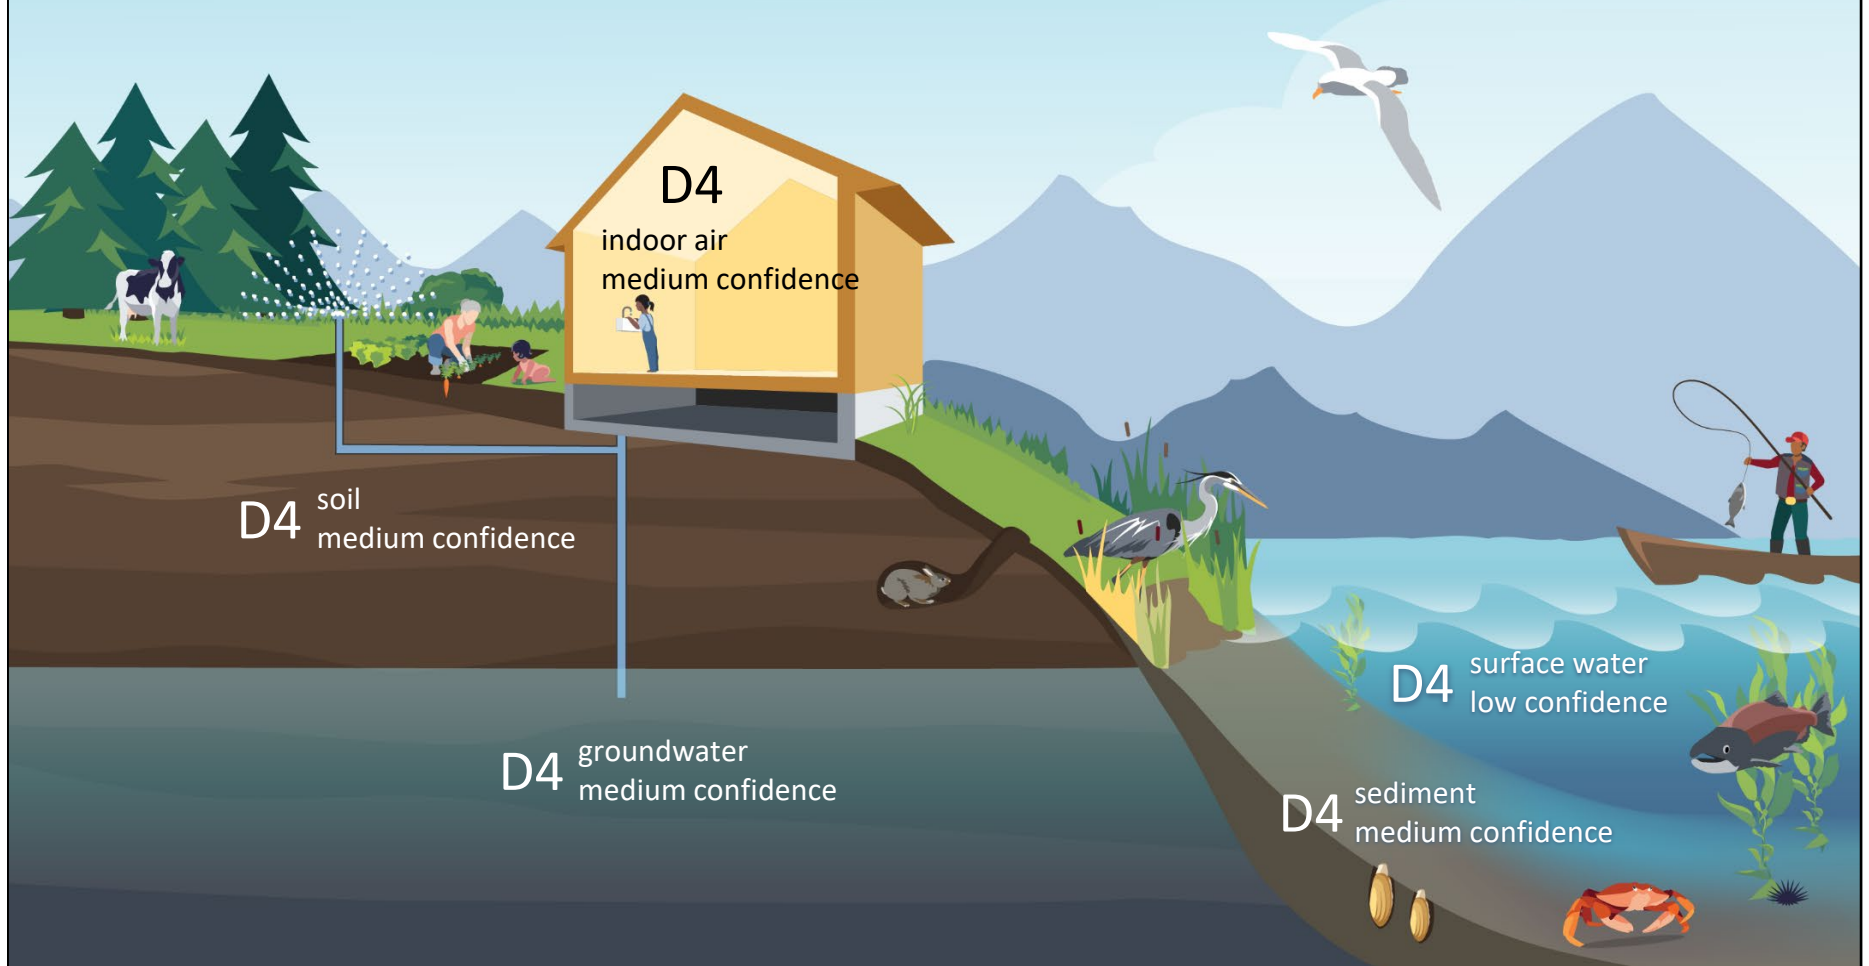 D4
indoor air
medium confidence
D4
soil
medium confidence
D4
surface water
low confidence
D4
groundwater
medium confidence
D4
sediment
medium confidence